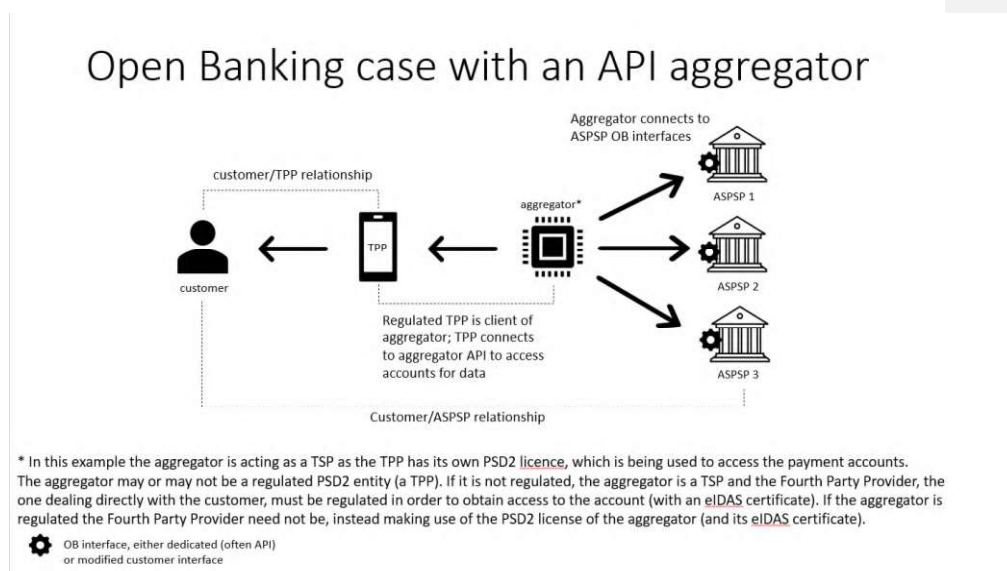 Open Banking case with an API aggregator
Aggregator connects to
ASPSP OB interfaces
customer/TPP relationship
aggregator*
ASPSP 1
TPP
customer
ASPSP 2
Regulated TPP is client of
aggregator; TPP connects
to aggregator API to access
accounts for data
ASPSP 3
Customer/ASPSP relationship
* In this example the aggregator is acting as a TSP as the TPP has its own PSD2 licence, which is being used to access the payment accounts.
The aggregator may or may not be a regulated PSD2 entity (a TPP). If it is not regulated, the aggregator is a TSP and the Fourth Party Provider, the
one dealing directly with the customer, must be regulated in order to obtain access to the account (with an eIDAS certificate). If the aggregator is
regulated the Fourth Party Provider need not be, instead making use of the PSD2 license of the aggregator (and its eIDAS certificate).
OB interface, either dedicated (often API)
or modified customer interface